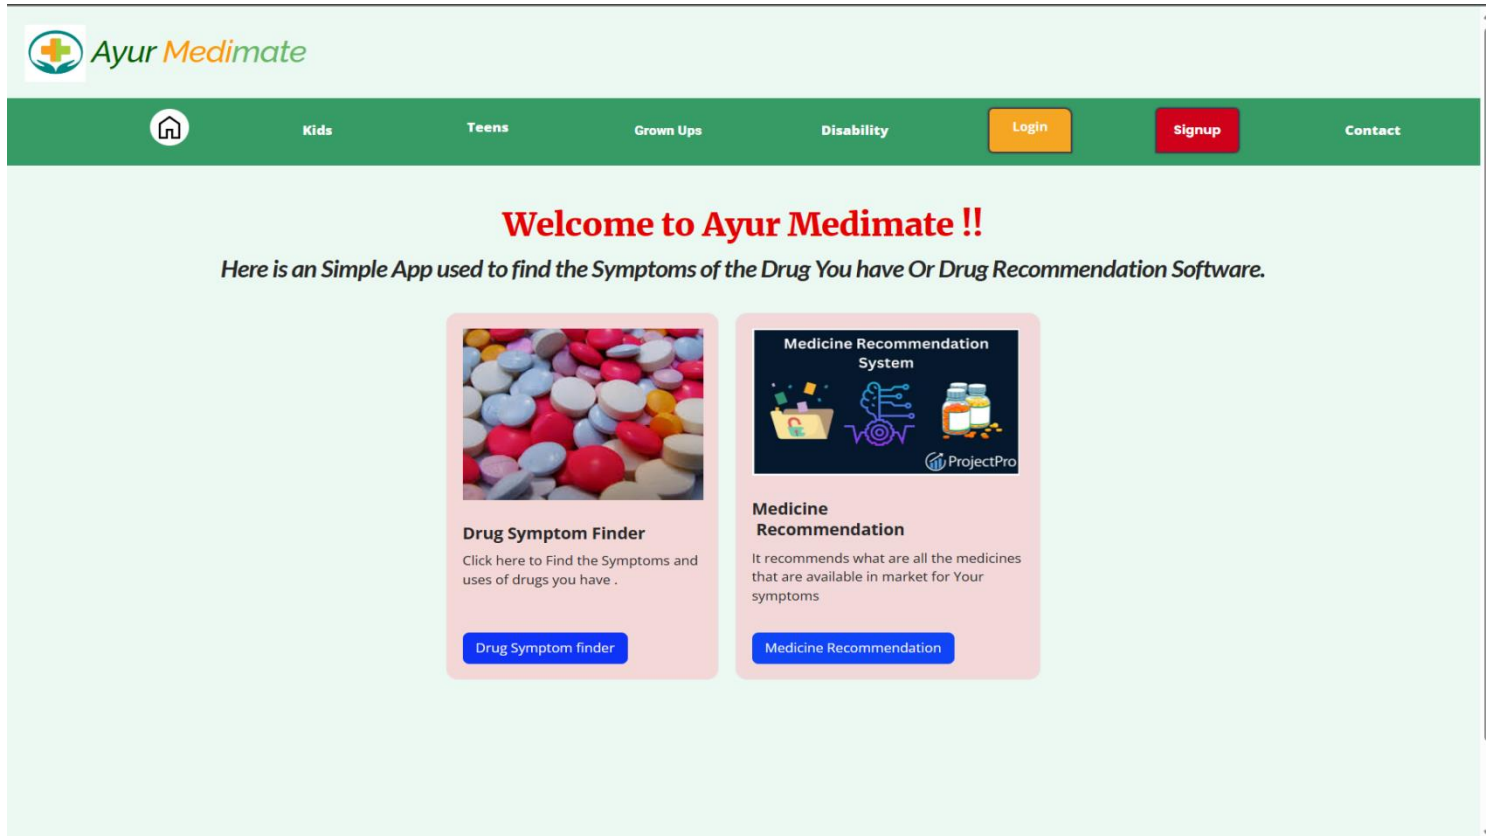 Ayur Medimate
Kids
Teens
Grown Ups
Disability
Login
Signup
Contact
Welcome to Ayur Medimate !!
Here is an Simple App used to find the Symptoms of the Drug You have Or Drug Recommendation Software.
Drug Symptom Finder
Click here to Find the Symptoms and
uses of drugs you have .
Drug Symptom finder
Medicine Recommendation
System
ProjectPro
Medicine
Recommendation
It recommends what are all the medicines
that are available in market for Your
symptoms
Medicine Recommendation